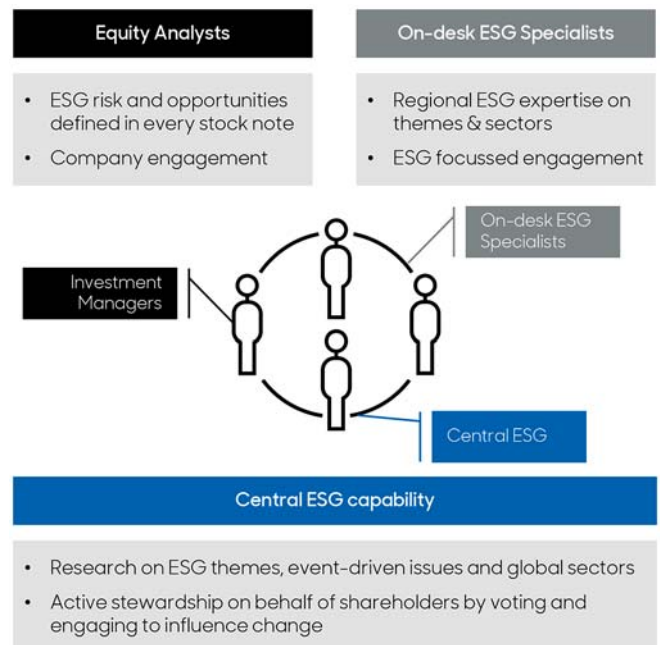 Equity Analysts
• ESG risk and opportunities
defined in every stock note
• Company engagement
On-desk ESG Specialists
• Regional ESG expertise on
themes & sectors
• ESG focussed engagement
On-desk ESG
Specialists
Investment
Managers
Central ESG
Central ESG capability
• Research on ESG themes, event-driven issues and global sectors
• Active stewardship on behalf of shareholders by voting and
engaging to influence change